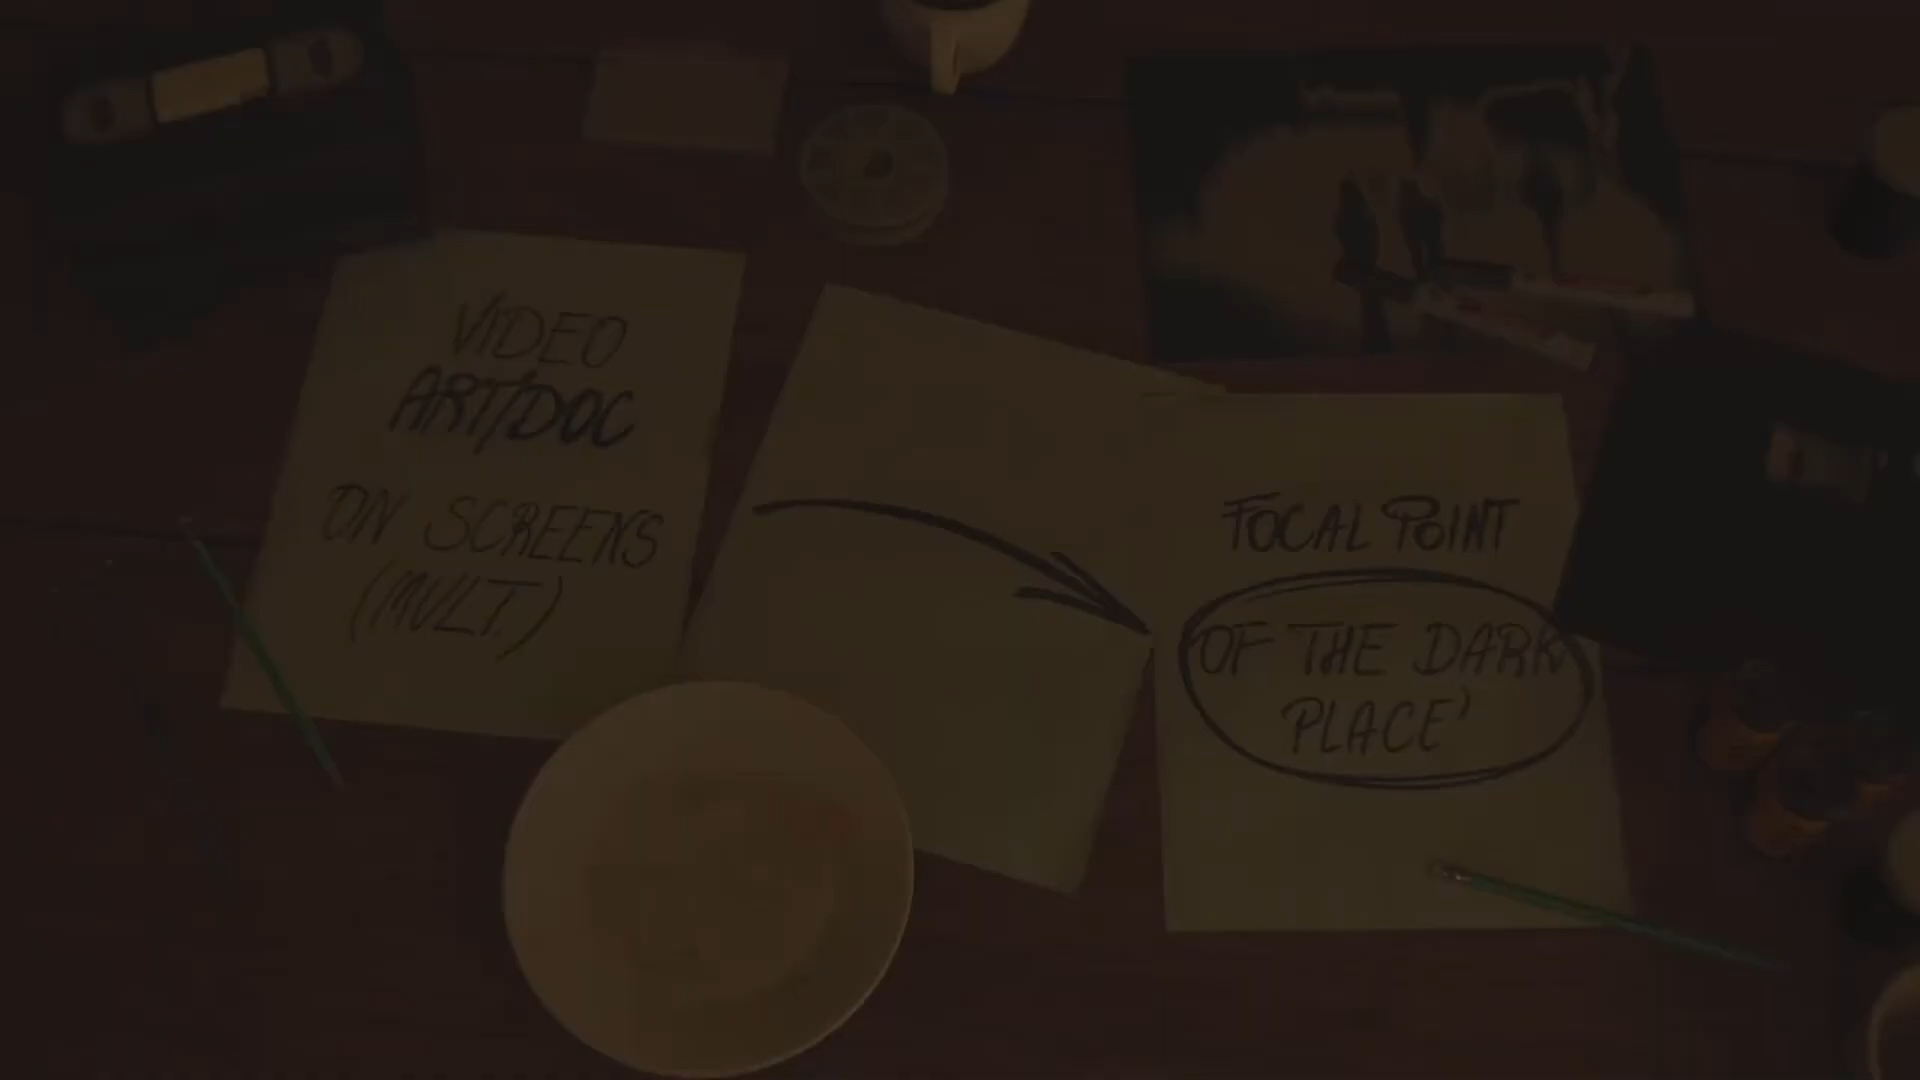 VIDEO
ART/DOC
ON SCREENS
(MULT.)
FOCAL POINT
OF THE DARK
PLACE'